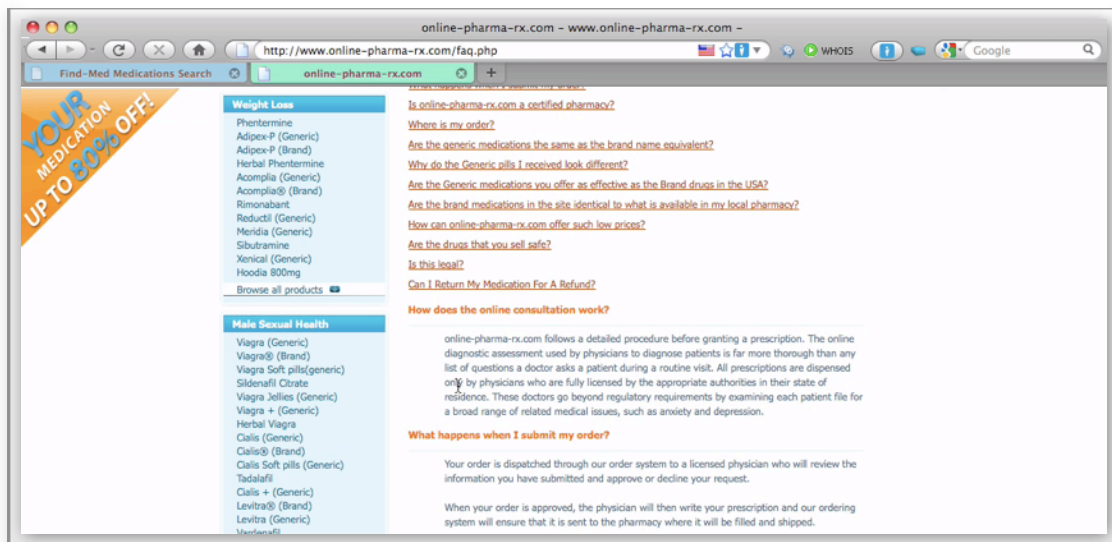 online-pharma-rx.com – www.online-pharma-rx.com –
http://www.online-pharma-rx.com/faq.php
WHOIS
Google
Find-Med Medications Search
online-pharma-rx.com
YOUR
MEDICATION
UP TO 80% OFF!
Weight Loss
Phentermine
Adipex-P (Generic)
Adipex-P (Brand)
Herbal Phentermine
Acomplia (Generic)
Acomplia® (Brand)
Rimonabant
Reductil (Generic)
Meridia (Generic)
Sibutramine
Xenical (Generic)
Hoodia 800mg
Browse all products
Male Sexual Health
Viagra (Generic)
Viagra® (Brand)
Viagra Soft pills(generic)
Sildenafil Citrate
Viagra Jellies (Generic)
Viagra + (Generic)
Herbal Viagra
Cialis (Generic)
Cialis® (Brand)
Cialis Soft pills (Generic)
Tadalafil
Cialis + (Generic)
Levitra® (Brand)
Levitra (Generic)
Vardenafil
What happens when I submit my order?
Is online-pharma-rx.com a certified pharmacy?
Where is my order?
Are the generic medications the same as the brand name equivalent?
Why do the Generic pills I received look different?
Are the Generic medications you offer as effective as the Brand drugs in the USA?
Are the brand medications in the site identical to what is available in my local pharmacy?
How can online-pharma-rx.com offer such low prices?
Are the drugs that you sell safe?
Is this legal?
Can I Return My Medication For A Refund?
How does the online consultation work?
online-pharma-rx.com follows a detailed procedure before granting a prescription. The online
diagnostic assessment used by physicians to diagnose patients is far more thorough than any
list of questions a doctor asks a patient during a routine visit. All prescriptions are dispensed
only by physicians who are fully licensed by the appropriate authorities in their state of
residence. These doctors go beyond regulatory requirements by examining each patient file for
a broad range of related medical issues, such as anxiety and depression.
What happens when I submit my order?
Your order is dispatched through our order system to a licensed physician who will review the
information you have submitted and approve or decline your request.
When your order is approved, the physician will then write your prescription and our ordering
system will ensure that it is sent to the pharmacy where it will be filled and shipped.